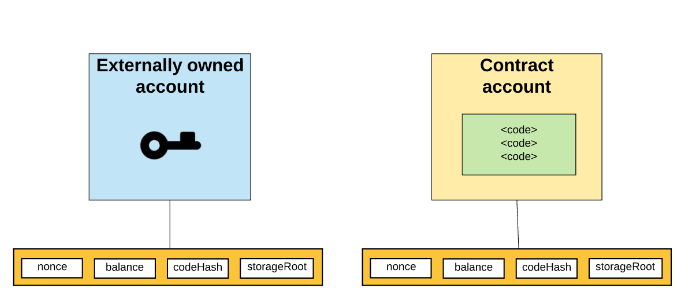 Externally owned
account
Contract
account
<code>
<code>
<code>
nonce
balance
codeHash
storageRoot
nonce
balance
codeHash
storageRoot